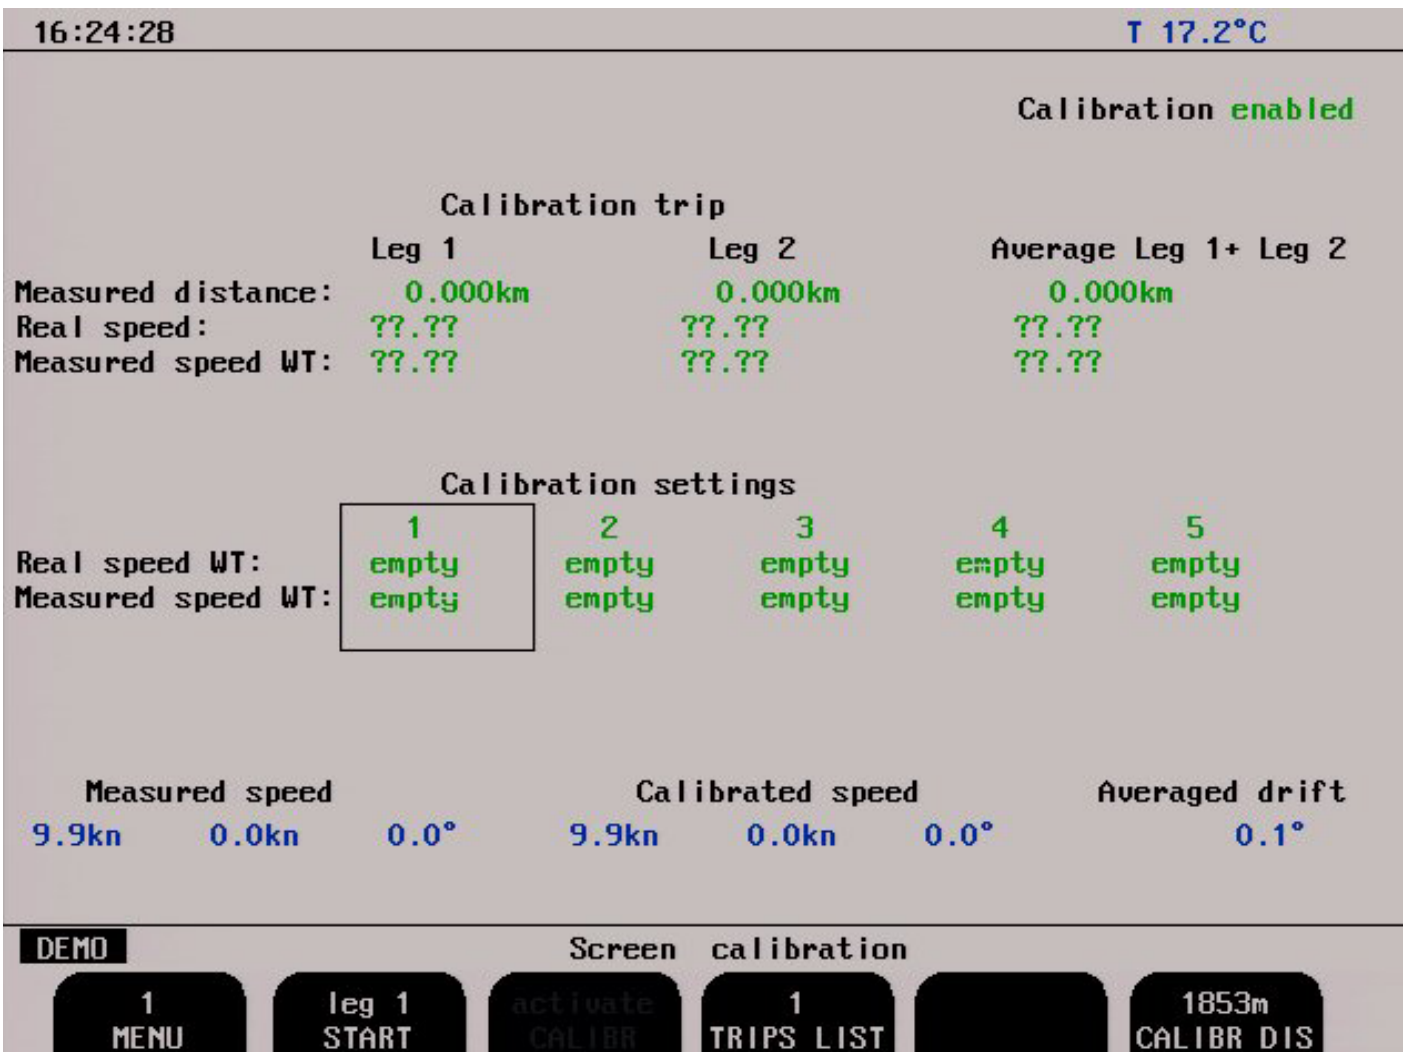 16:24:28 T 17.2°C
Calibration enabled
Calibration trip
Leg 1 Leg 2 Average Leg 1+ Leg 2
Measured distance: 0.000km 0.000km 0.000km
Real speed: ??.?? ??.?? ??.??
Measured speed WT: ??.?? ??.?? ??.??
Calibration settings
1 2 3 4 5
Real speed WT: empty empty empty empty empty
Measured speed WT: empty empty empty empty empty
Measured speed Calibrated speed Averaged drift
9.9kn 0.0kn 0.0° 9.9kn 0.0kn 0.0° 0.1°
DEMO Screen calibration
1 leg 1 activate 1 1853m
MENU START CALIBR TRIPS LIST CALIBR DIS